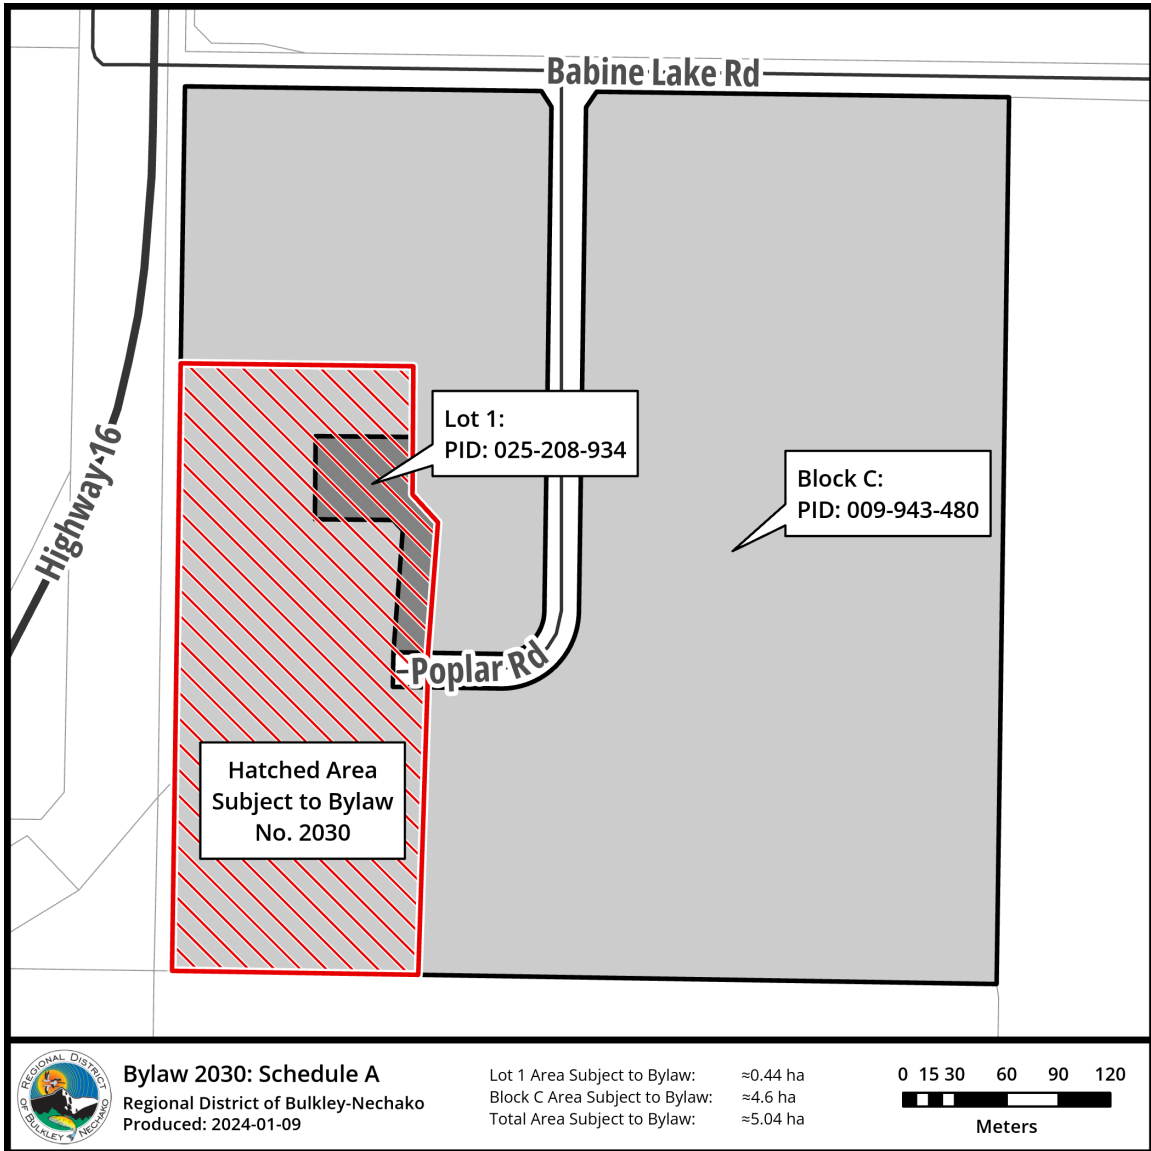 Babine Lake Rd
Highway 16
Lot 1:
PID: 025-208-934
Block C:
PID: 009-943-480
Poplar Rd
Hatched Area
Subject to Bylaw
No. 2030
REGIONAL DISTRICT
OF BULKLEY NECHAKO
Bylaw 2030: Schedule A
Regional District of Bulkley-Nechako
Produced: 2024-01-09
Lot 1 Area Subject to Bylaw: ≈0.44 ha
Block C Area Subject to Bylaw: ≈4.6 ha
Total Area Subject to Bylaw: ≈5.04 ha
0 15 30 60 90 120
Meters